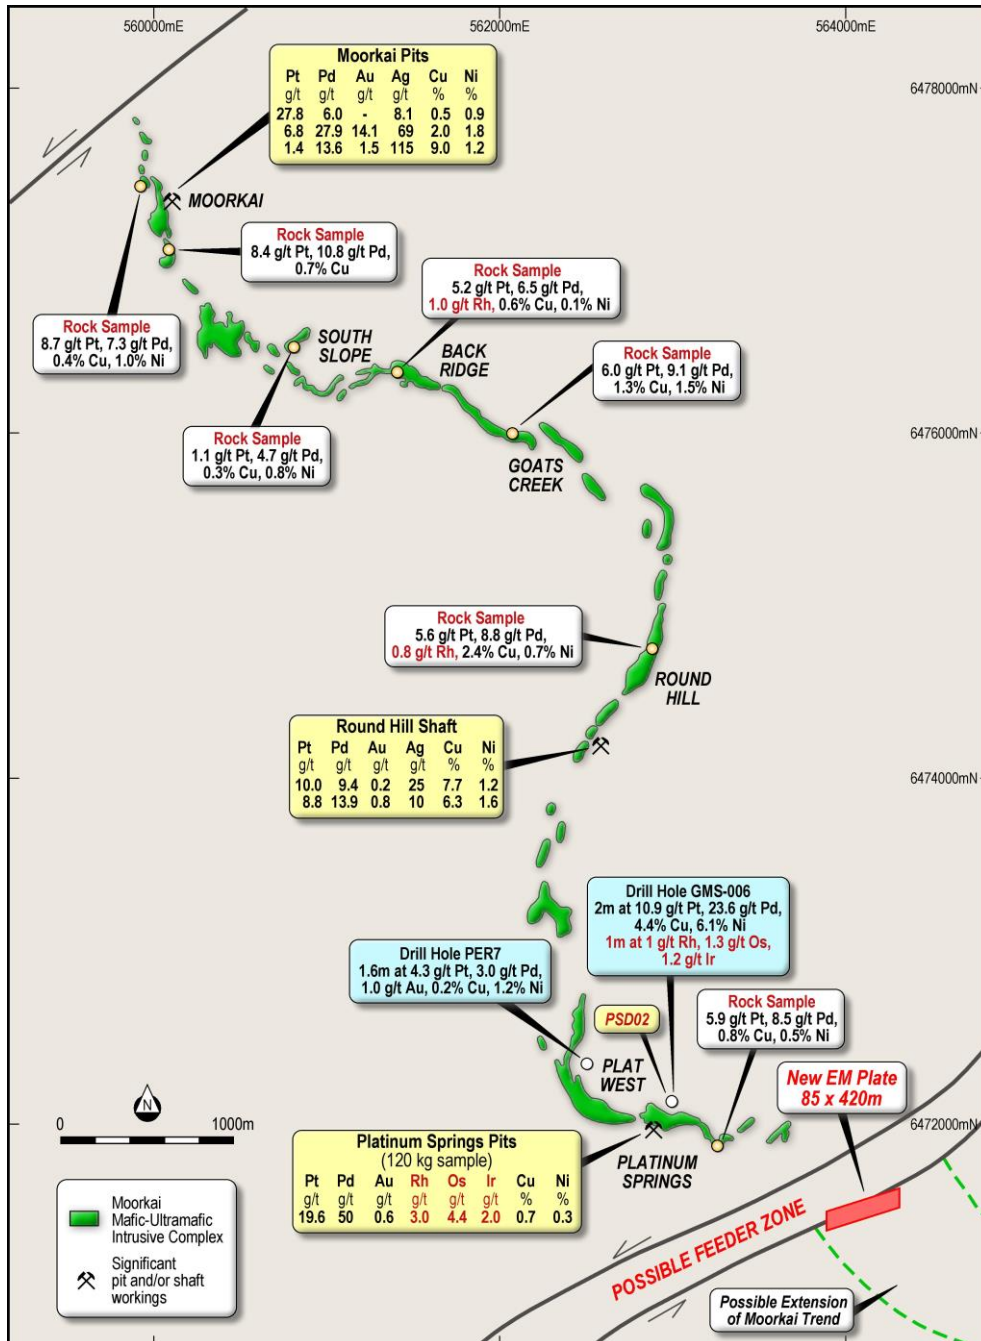 560000mE
562000mE
564000mE
6478000mN
Moorkai Pits
Pt Pd Au Ag Cu Ni
g/t g/t g/t g/t % %
27.8 6.0 - 8.1 0.5 0.9
6.8 27.9 14.1 69 2.0 1.8
1.4 13.6 1.5 115 9.0 1.2
MOORKAI
Rock Sample
8.4 g/t Pt, 10.8 g/t Pd,
0.7% Cu
Rock Sample
5.2 g/t Pt, 6.5 g/t Pd,
1.0 g/t Rh, 0.6% Cu, 0.1% Ni
Rock Sample
8.7 g/t Pt, 7.3 g/t Pd,
0.4% Cu, 1.0% Ni
SOUTH
SLOPE
BACK
RIDGE
Rock Sample
6.0 g/t Pt, 9.1 g/t Pd,
1.3% Cu, 1.5% Ni
6476000mN
Rock Sample
1.1 g/t Pt, 4.7 g/t Pd,
0.3% Cu, 0.8% Ni
GOATS
CREEK
Rock Sample
5.6 g/t Pt, 8.8 g/t Pd,
0.8 g/t Rh, 2.4% Cu, 0.7% Ni
ROUND
HILL
Round Hill Shaft
Pt Pd Au Ag Cu Ni
g/t g/t g/t g/t % %
10.0 9.4 0.2 25 7.7 1.2
8.8 13.9 0.8 10 6.3 1.6
6474000mN
Drill Hole GMS-006
2m at 10.9 g/t Pt, 23.6 g/t Pd,
4.4% Cu, 6.1% Ni
1m at 1 g/t Rh, 1.3 g/t Os,
1.2 g/t Ir
Drill Hole PER7
1.6m at 4.3 g/t Pt, 3.0 g/t Pd,
1.0 g/t Au, 0.2% Cu, 1.2% Ni
PSD02
Rock Sample
5.9 g/t Pt, 8.5 g/t Pd,
0.8% Cu, 0.5% Ni
PLAT
WEST
New EM Plate
85 x 420m
6472000mN
N
0 1000m
Platinum Springs Pits
(120 kg sample)
Pt Pd Au Rh Os Ir Cu Ni
g/t g/t g/t g/t g/t g/t % %
19.6 50 0.6 3.0 4.4 2.0 0.7 0.3
PLATINUM
SPRINGS
POSSIBLE FEEDER ZONE
Moorkai
Mafic-Ultramafic
Intrusive Complex
Significant
pit and/or shaft
workings
Possible Extension
of Moorkai Trend